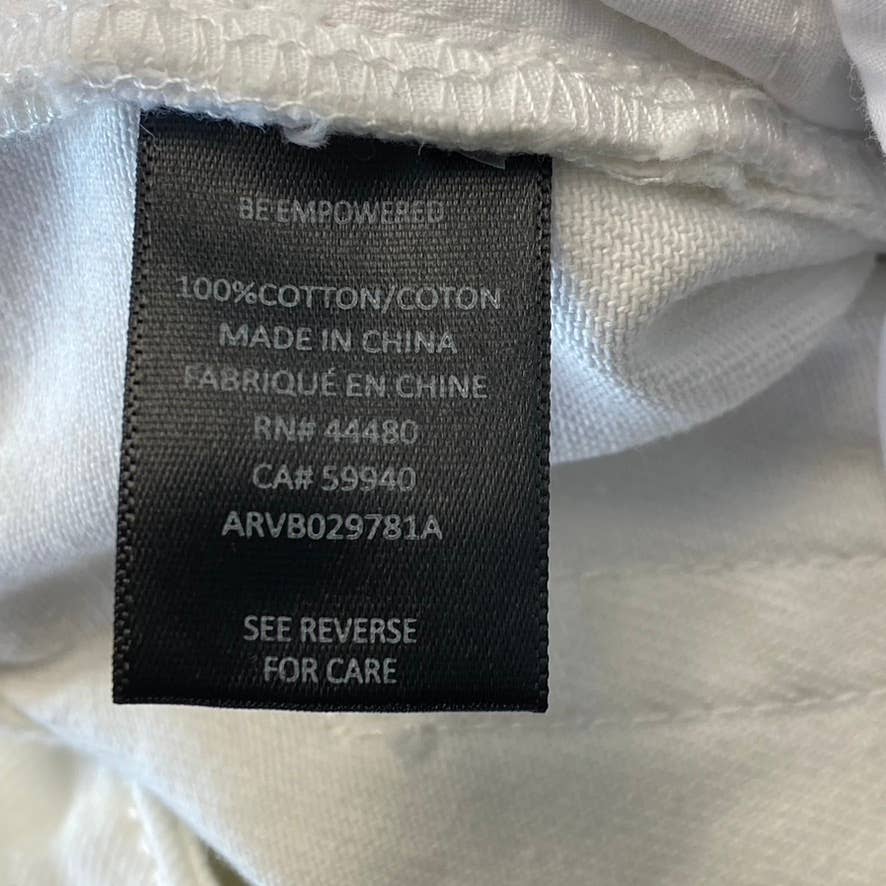 BE EMPOWERED
100%COTTON/COTON
MADE IN CHINA
FABRIQUÉ EN CHINE
RN# 44480
CA# 59940
ARVB029781A
SEE REVERSE
FOR CARE